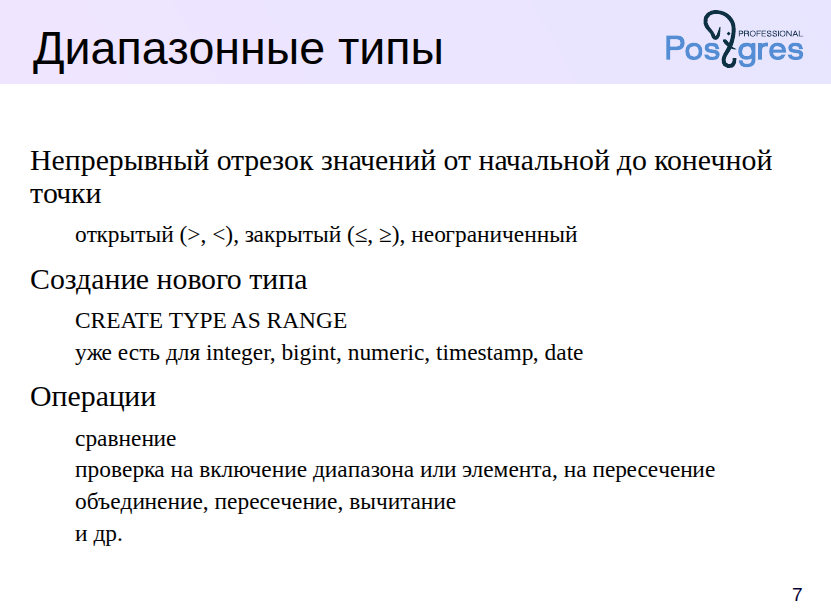 Диапазонные типы
PROFESSIONAL
Postgres
Непрерывный отрезок значений от начальной до конечной
точки
открытый (>, <), закрытый (≤, ≥), неограниченный
Создание нового типа
CREATE TYPE AS RANGE
уже есть для integer, bigint, numeric, timestamp, date
Операции
сравнение
проверка на включение диапазона или элемента, на пересечение
объединение, пересечение, вычитание
и др.
7